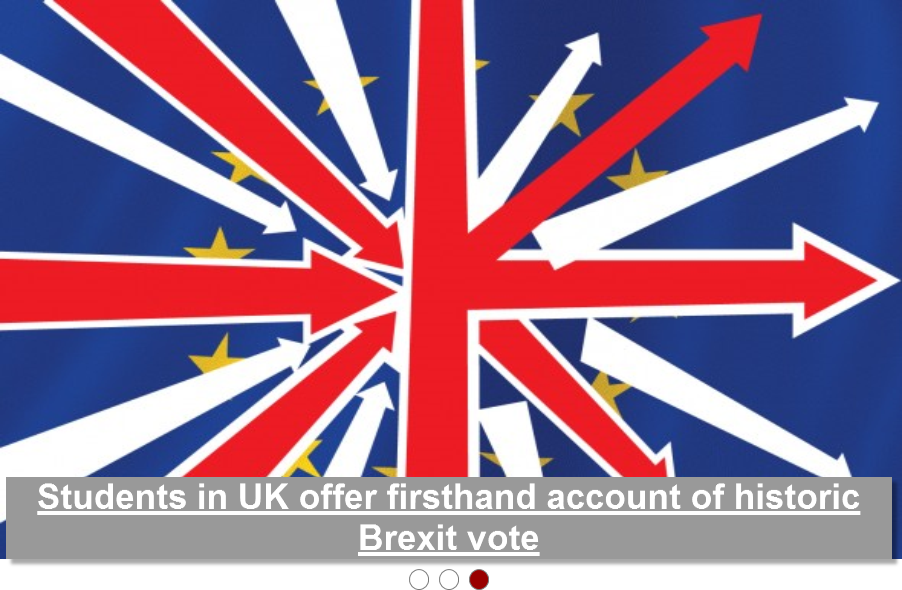 Students in UK offer firsthand account of historic
Brexit vote